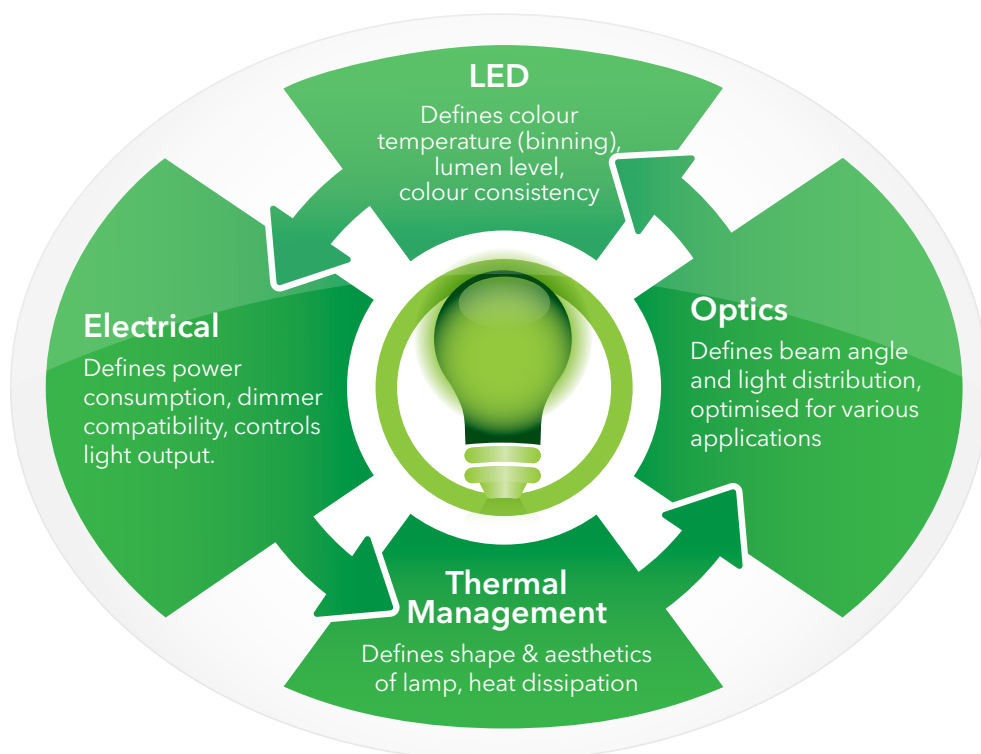 LED
Defines colour
temperature (binning),
lumen level,
colour consistency
Electrical
Defines power
consumption, dimmer
compatibility, controls
light output.
Optics
Defines beam angle
and light distribution,
optimised for various
applications
Thermal
Management
Defines shape & aesthetics
of lamp, heat dissipation